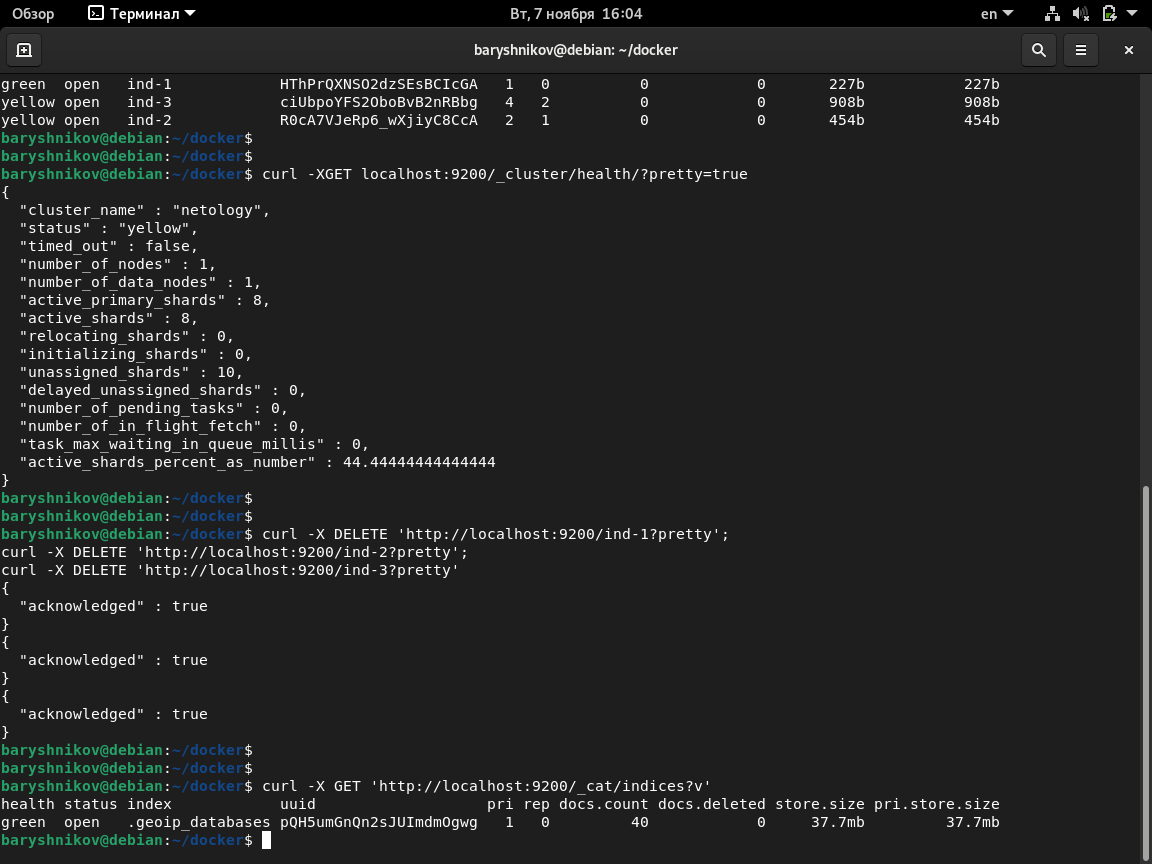 Обзор Терминал Вт, 7 ноября 16:04 en
baryshnikov@debian: ~/docker
green open ind-1 HThPrQXNSO2dzSEsBCIcGA 1 0 0 0 227b 227b
yellow open ind-3 ciUbpoYFS2OboBvB2nRBbg 4 2 0 0 908b 908b
yellow open ind-2 R0cA7VJeRp6_wXjiyC8CcA 2 1 0 0 454b 454b
baryshnikov@debian:~/docker$
baryshnikov@debian:~/docker$
baryshnikov@debian:~/docker$ curl -XGET localhost:9200/_cluster/health/?pretty=true
{
  "cluster_name" : "netology",
  "status" : "yellow",
  "timed_out" : false,
  "number_of_nodes" : 1,
  "number_of_data_nodes" : 1,
  "active_primary_shards" : 8,
  "active_shards" : 8,
  "relocating_shards" : 0,
  "initializing_shards" : 0,
  "unassigned_shards" : 10,
  "delayed_unassigned_shards" : 0,
  "number_of_pending_tasks" : 0,
  "number_of_in_flight_fetch" : 0,
  "task_max_waiting_in_queue_millis" : 0,
  "active_shards_percent_as_number" : 44.44444444444444
}
baryshnikov@debian:~/docker$
baryshnikov@debian:~/docker$
baryshnikov@debian:~/docker$ curl -X DELETE 'http://localhost:9200/ind-1?pretty';
curl -X DELETE 'http://localhost:9200/ind-2?pretty';
curl -X DELETE 'http://localhost:9200/ind-3?pretty'
{
  "acknowledged" : true
}
{
  "acknowledged" : true
}
{
  "acknowledged" : true
}
baryshnikov@debian:~/docker$
baryshnikov@debian:~/docker$
baryshnikov@debian:~/docker$ curl -X GET 'http://localhost:9200/_cat/indices?v'
health status index uuid pri rep docs.count docs.deleted store.size pri.store.size
green open .geoip_databases pQH5umGnQn2sJUImdmOgwg 1 0 40 0 37.7mb 37.7mb
baryshnikov@debian:~/docker$